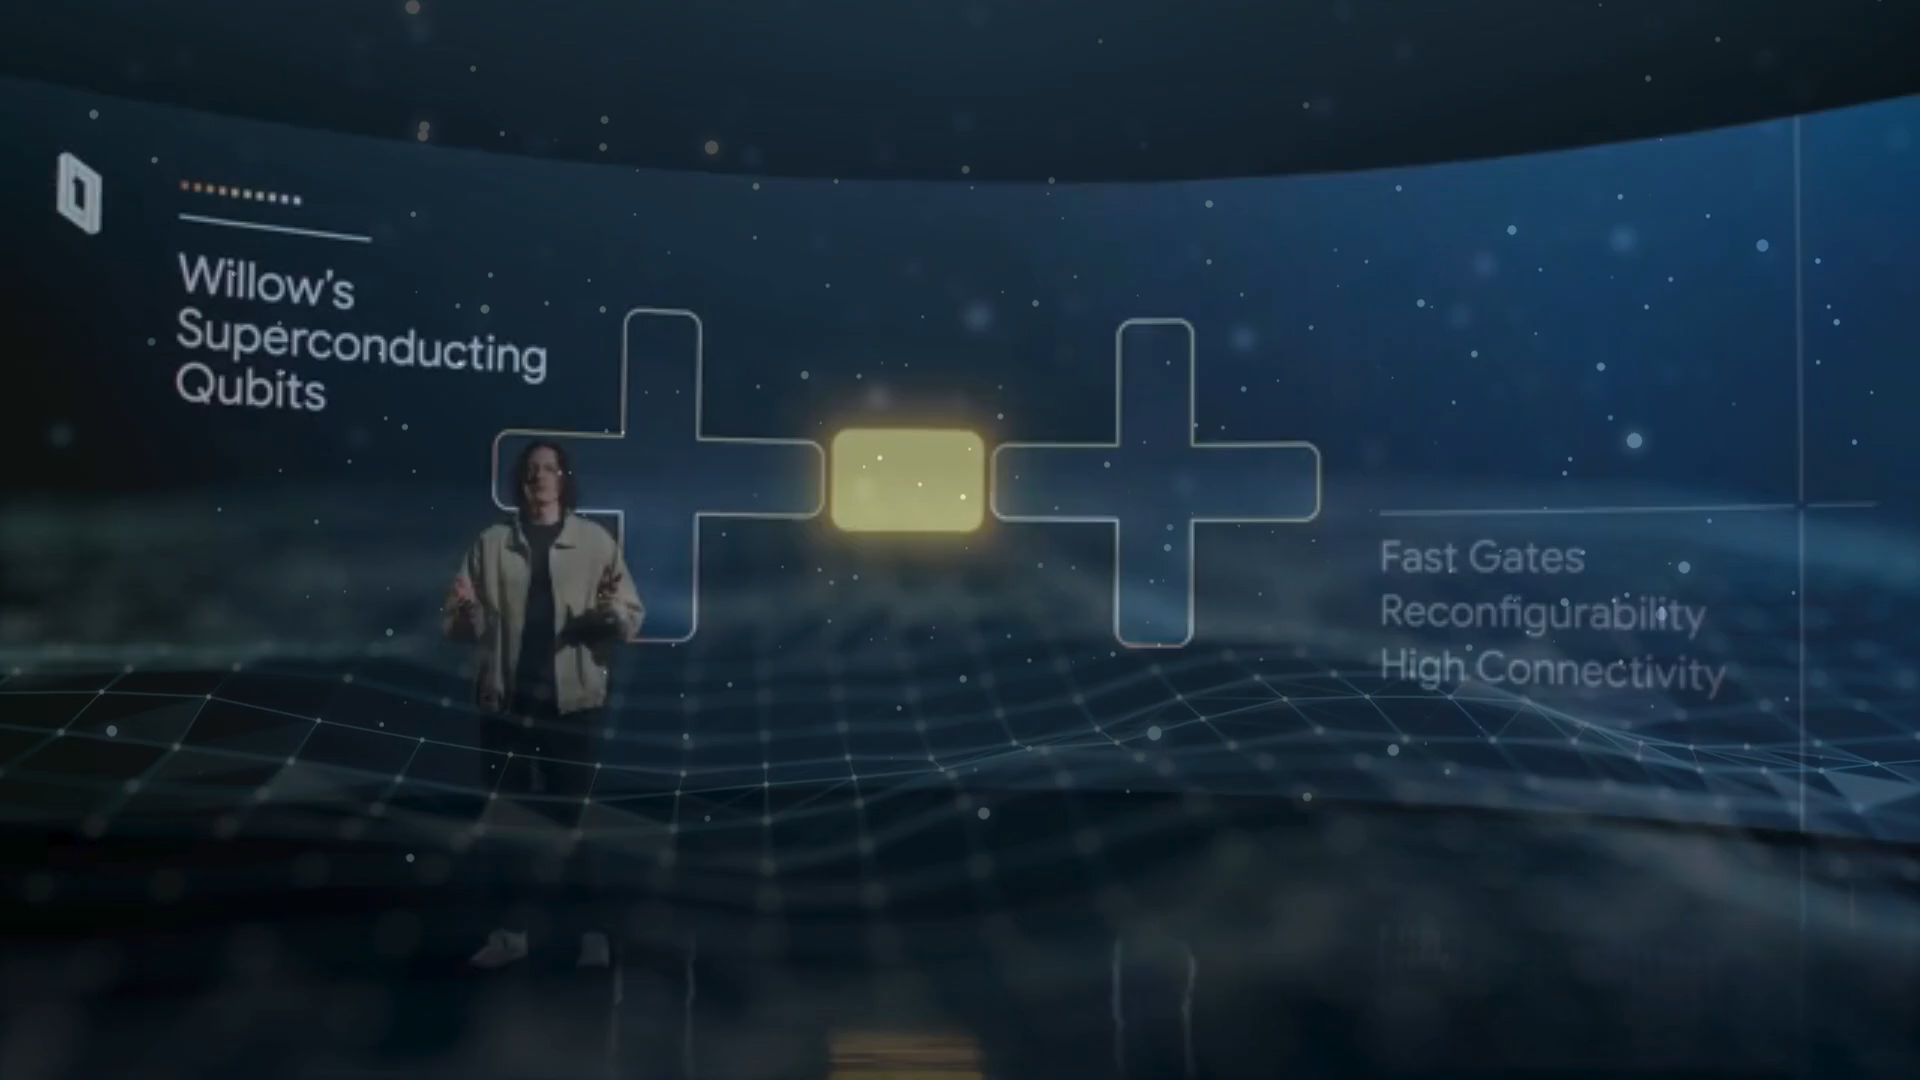 Willow's
Superconducting
Qubits
Fast Gates
Reconfigurability
High Connectivity